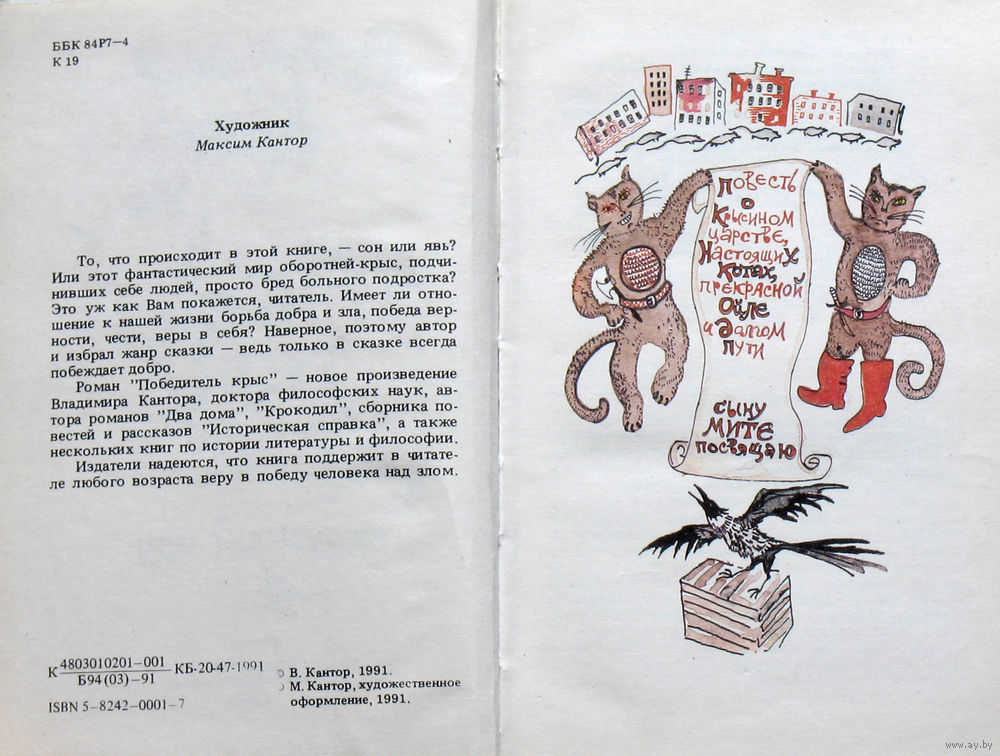 ББК 84Р7—4
К 19
Художник
Максим Кантор
То, что происходит в этой книге, — сон или явь?
Или этот фантастический мир оборотней-крыс, подчи-
нивших себе людей, просто бред больного подростка?
Это уж как Вам покажется, читатель. Имеет ли отно-
шение к нашей жизни борьба добра и зла, победа вер-
ности, чести, веры в себя? Наверное, поэтому автор
и избрал жанр сказки — ведь только в сказке всегда
побеждает добро.
Роман "Победитель крыс" — новое произведение
Владимира Кантора, доктора философских наук, ав-
тора романов "Два дома", "Крокодил", сборника по-
вестей и рассказов "Историческая справка", а также
нескольких книг по истории литературы и философии.
Издатели надеются, что книга поддержит в читате-
ле любого возраста веру в победу человека над злом.
К 4803010201—001 КБ-20-47-1991
Б94(03)—91
ISBN 5—8242—0001—7
© В. Кантор, 1991.
© М. Кантор, художественное
оформление, 1991.
Повесть
о
Крысином
царстве,
Настоящих
Котах,
прекрасной
Ойле
и Далгом
пути
сыну
Мите
посвящаю
www.ay.by